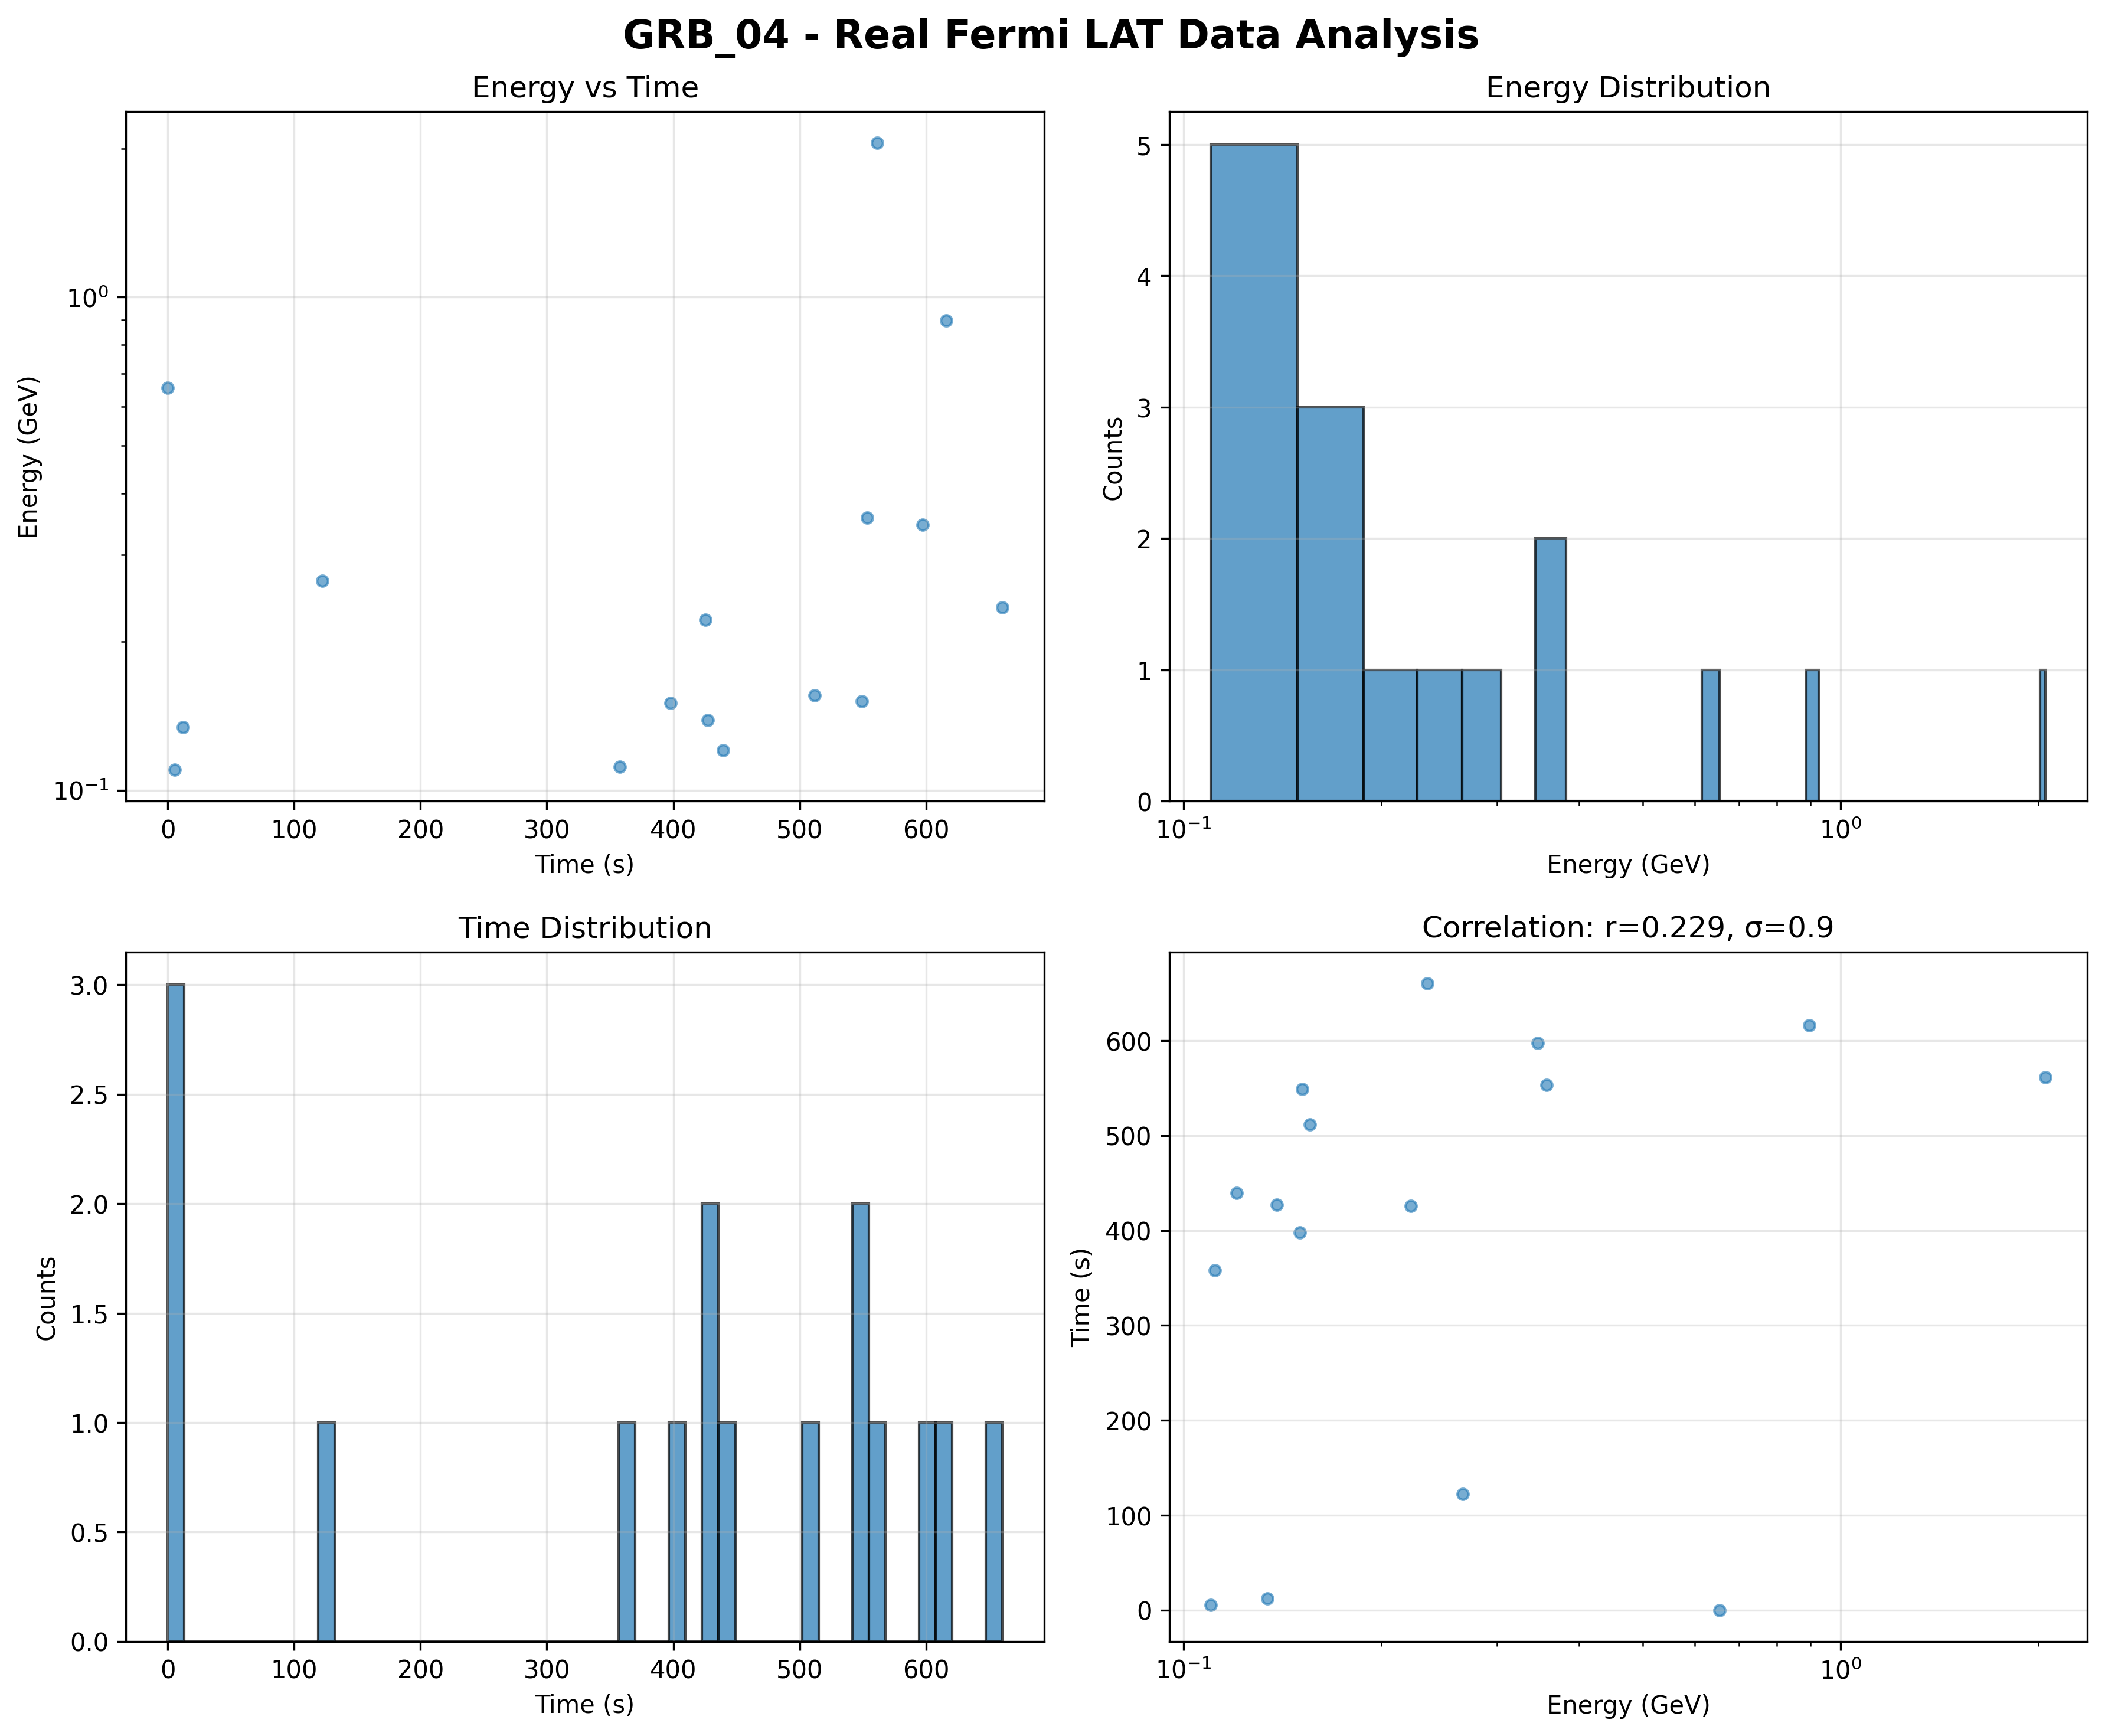 GRB_04 - Real Fermi LAT Data Analysis
Energy vs Time
Energy (GeV)
10⁰
10⁻¹
0 100 200 300 400 500 600
Time (s)
Energy Distribution
Counts
5
4
3
2
1
0
10⁻¹ 10⁰
Energy (GeV)
Time Distribution
Counts
3.0
2.5
2.0
1.5
1.0
0.5
0.0
0 100 200 300 400 500 600
Time (s)
Correlation: r=0.229, σ=0.9
Time (s)
600
500
400
300
200
100
0
10⁻¹ 10⁰
Energy (GeV)